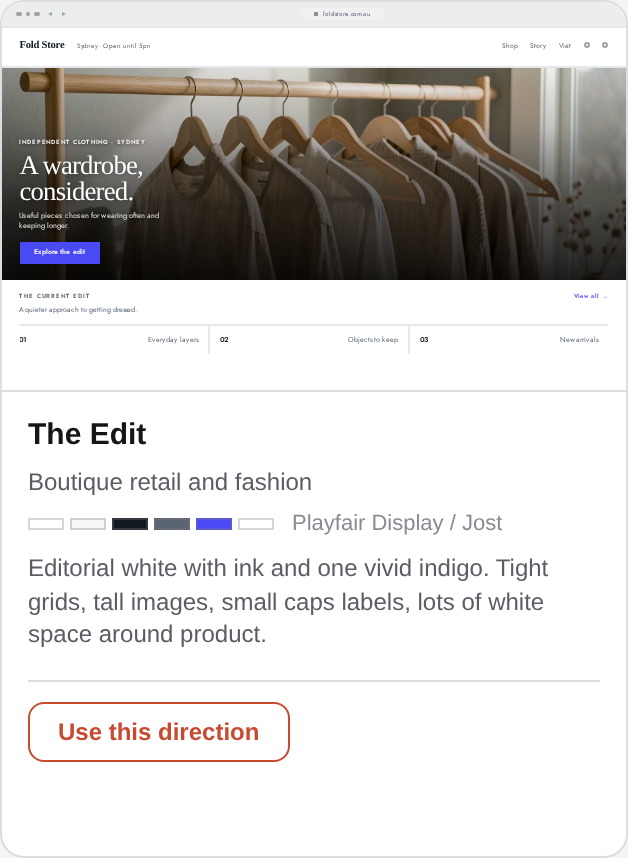 foldstore.com.au
Fold Store
Sydney · Open until 5pm
Shop
Story
Visit
INDEPENDENT CLOTHING · SYDNEY
A wardrobe,
considered.
Useful pieces chosen for wearing often and
keeping longer.
Explore the edit
THE CURRENT EDIT
View all →
A quieter approach to getting dressed.
01 Everyday layers
02 Objects to keep
03 New arrivals
The Edit
Boutique retail and fashion
Playfair Display / Jost
Editorial white with ink and one vivid indigo. Tight
grids, tall images, small caps labels, lots of white
space around product.
Use this direction